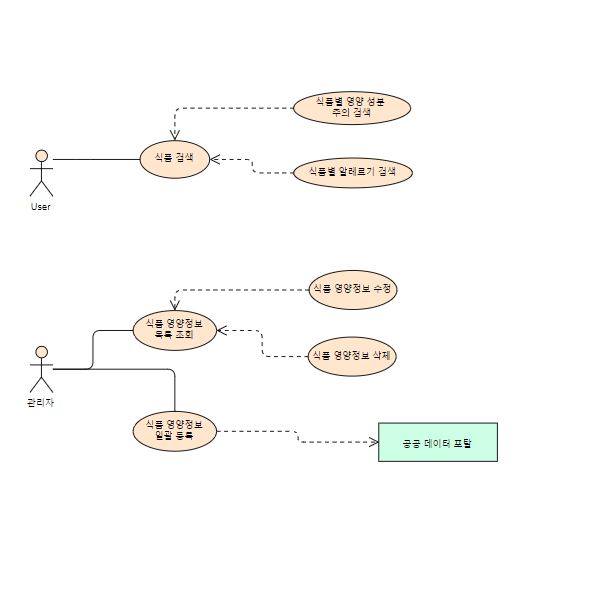 식품별 영양 성분
주의 검색
식품 검색
식품별 알레르기 검색
User
식품 영양정보 수정
식품 영양정보
목록 조회
식품 영양정보 삭제
관리자
식품 영양정보
일괄 등록
공공 데이터 포탈